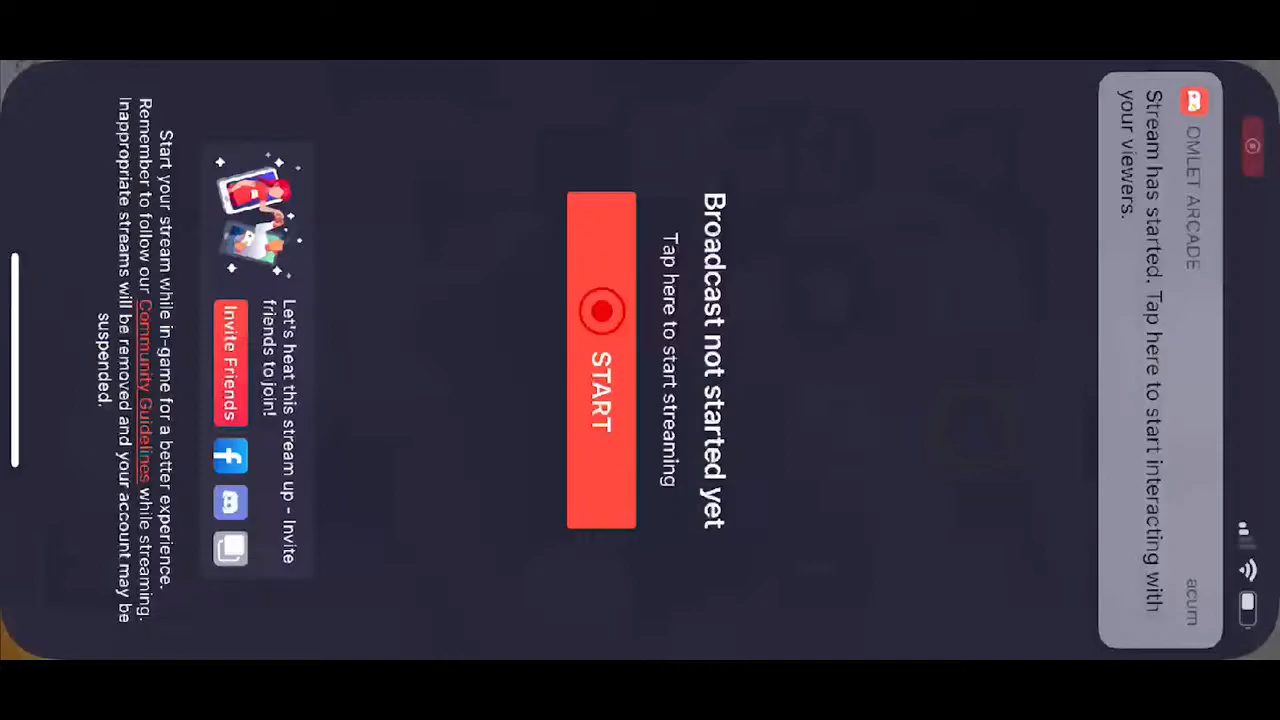 OMLET ARCADE
acum
Stream has started. Tap here to start interacting with
your viewers.
Broadcast not started yet
Tap here to start streaming
START
Let's heat this stream up - Invite
friends to join!
Invite Friends
Start your stream while in-game for a better experience.
Remember to follow our Community Guidelines while streaming.
Inappropriate streams will be removed and your account may be
suspended.